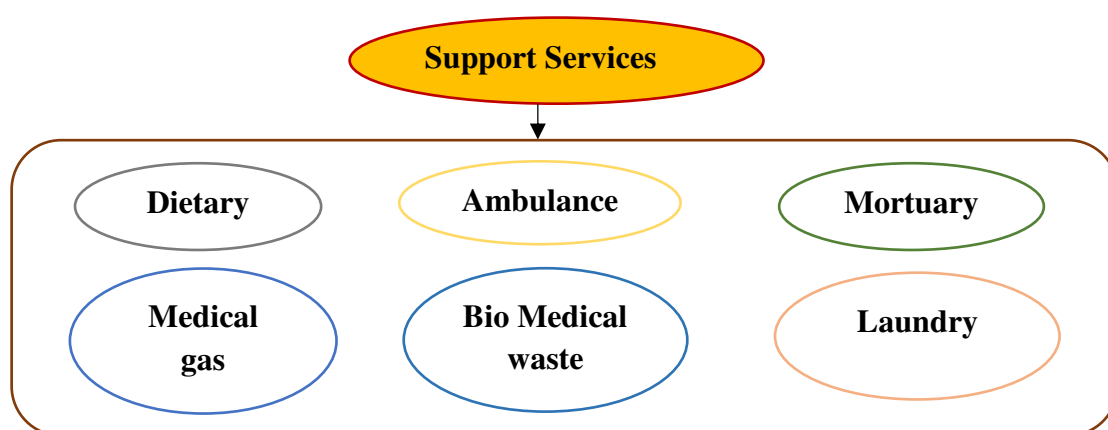 Support Services
Dietary
Ambulance
Mortuary
Medical
gas
Bio Medical
waste
Laundry